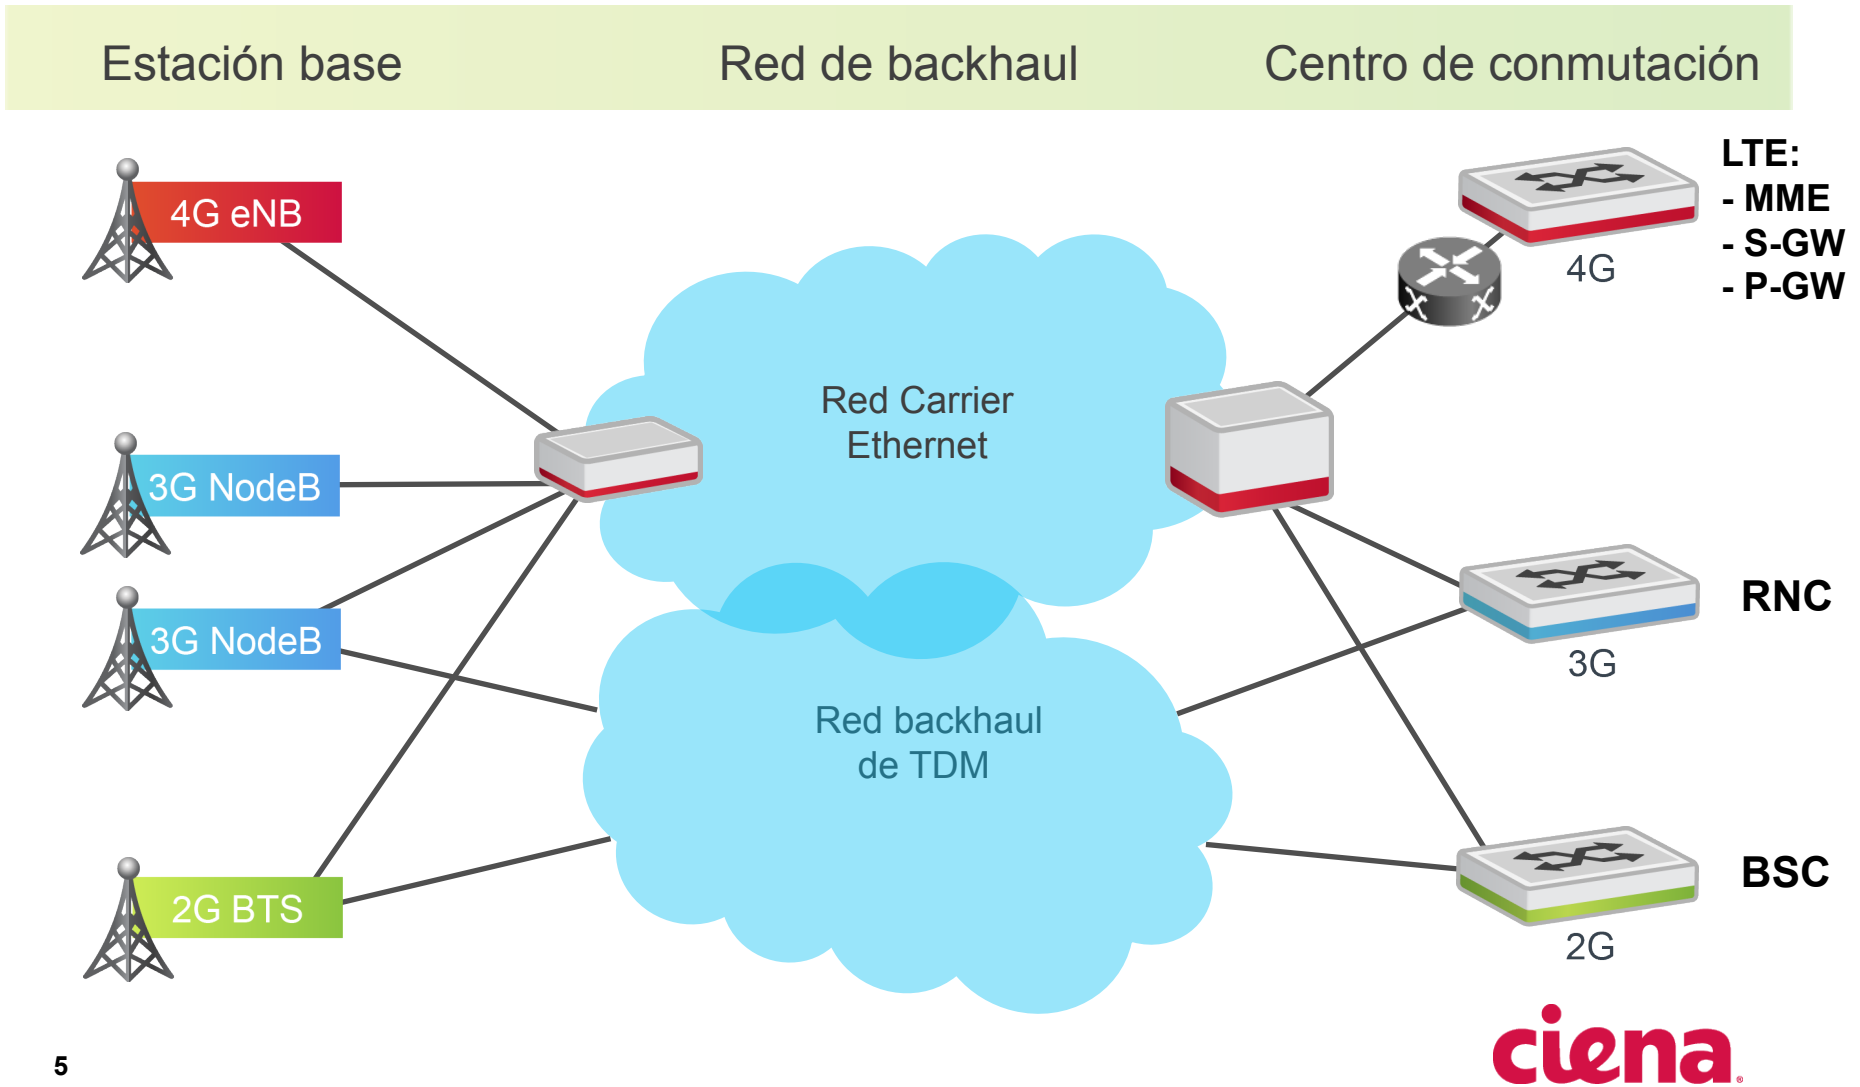 Estación base
Red de backhaul
Centro de conmutación
4G eNB
3G NodeB
3G NodeB
2G BTS
Red Carrier
Ethernet
Red backhaul
de TDM
4G
LTE:
- MME
- S-GW
- P-GW
3G
RNC
2G
BSC
5
ciena.